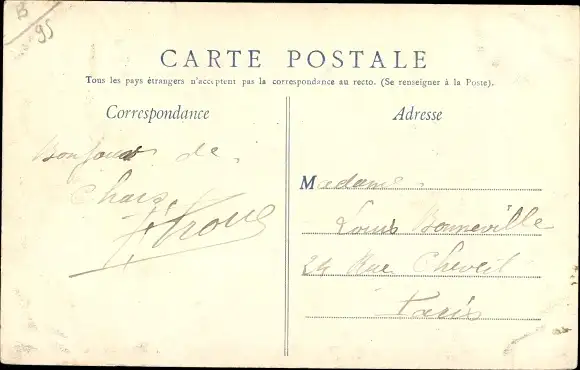 B
95
CARTE POSTALE
Tous les pays étrangers n'acceptent pas la correspondance au recto. (Se renseigner à la Poste).
Correspondance
Adresse
Bonjour de
Chars
Madame
Louis Bonneville
24 Rue
Paris